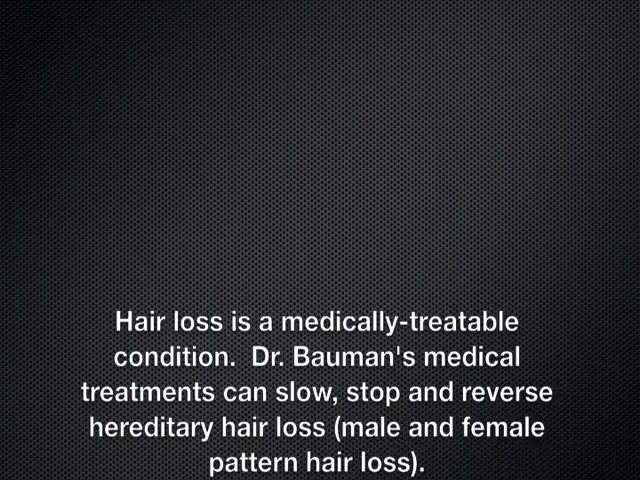 Hair loss is a medically-treatable
condition.  Dr. Bauman's medical
treatments can slow, stop and reverse
hereditary hair loss (male and female
pattern hair loss).